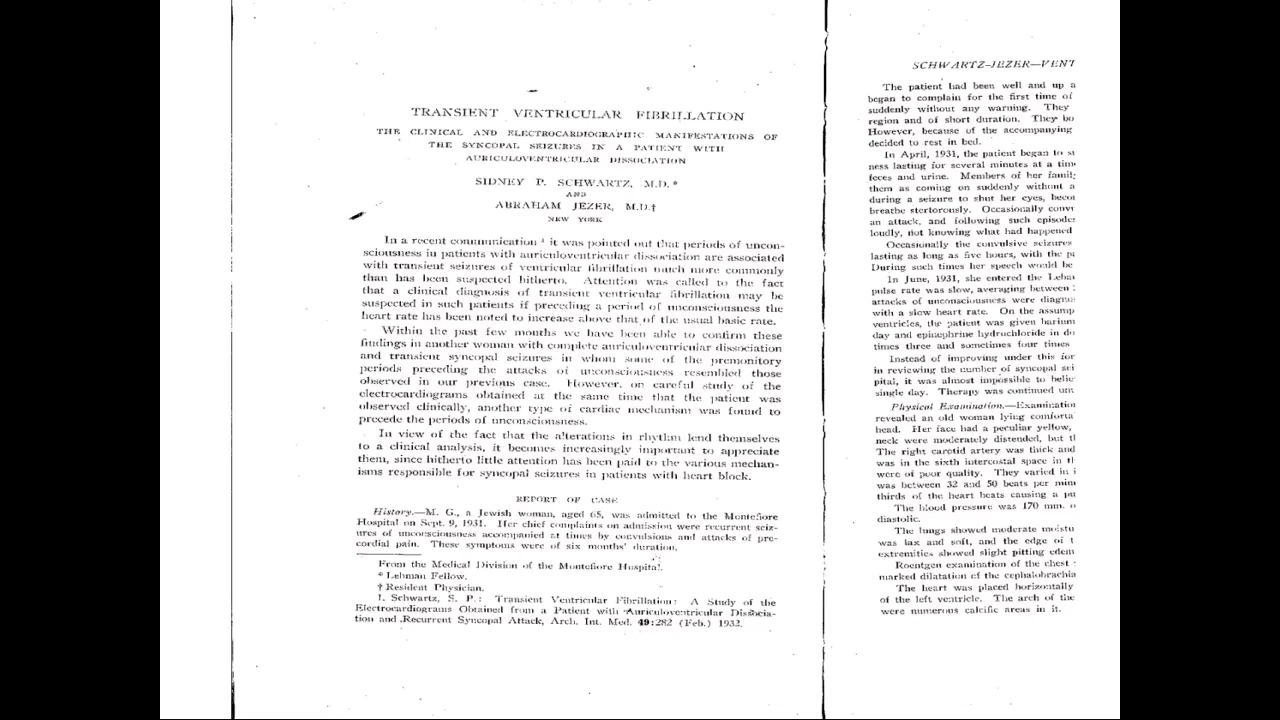 TRANSIENT VENTRICULAR FIBRILLATION
THE CLINICAL AND ELECTROCARDIOGRAPHIC MANIFESTATIONS OF
THE SYNCOPAL SEIZURES IN A PATIENT WITH
AURICULOVENTRICULAR DISSOCIATION
SIDNEY P. SCHWARTZ, M.D.*
AND
ABRAHAM JEZER, M.D.†
NEW YORK
In a recent communication ¹ it was pointed out that periods of uncon-
sciousness in patients with auriculoventricular dissociation are associated
with transient seizures of ventricular fibrillation much more commonly
than has been suspected hitherto. Attention was called to the fact
that a clinical diagnosis of transient ventricular fibrillation may be
suspected in such patients if preceding a period of unconsciousness the
heart rate has been noted to increase above that of the usual basic rate.
Within the past few months we have been able to confirm these
findings in another woman with complete auriculoventricular dissociation
and transient syncopal seizures in whom some of the premonitory
periods preceding the attacks of unconsciousness resembled those
observed in our previous case. However, on careful study of the
electrocardiograms obtained at the same time that the patient was
observed clinically, another type of cardiac mechanism was found to
precede the periods of unconsciousness.
In view of the fact that the alterations in rhythm lend themselves
to a clinical analysis, it becomes increasingly important to appreciate
them, since hitherto little attention has been paid to the various mechan-
isms responsible for syncopal seizures in patients with heart block.
REPORT OF CASE
History.—M. G., a Jewish woman, aged 65, was admitted to the Montefiore
Hospital on Sept. 9, 1931. Her chief complaints on admission were recurrent seiz-
ures of unconsciousness accompanied at times by convulsions and attacks of pre-
cordial pain. These symptoms were of six months' duration.
From the Medical Division of the Montefiore Hospital.
* Lehman Fellow.
† Resident Physician.
1. Schwartz, S. P.: Transient Ventricular Fibrillation: A Study of the
Electrocardiograms Obtained from a Patient with Auriculoventricular Dissocia-
tion and Recurrent Syncopal Attack, Arch. Int. Med. 49:282 (Feb.) 1932.
SCHWARTZ-JEZER—VENT
The patient had been well and up a
began to complain for the first time of
suddenly without any warning. They
region and of short duration. They bo
However, because of the accompanying
decided to rest in bed.
In April, 1931, the patient began to
ness lasting for several minutes at a time
feces and urine. Members of her family
them as coming on suddenly without a
during a seizure to shut her eyes,
breathe stertorously. Occasionally
an attack, and following such episodes
loudly, not knowing what had happened
Occasionally the convulsive seizures
lasting as long as five hours, with the
During such times her speech would be
In June, 1931, she entered the
pulse rate was slow, averaging between
attacks of unconsciousness were
with a slow heart rate. On the
ventricles, the patient was given barium
day and epinephrine hydrochloride in do
times three and sometimes four times
Instead of improving under this
in reviewing the number of syncopal
pital, it was almost impossible to
single day. Therapy was continued
Physical Examination.—Examination
revealed an old woman lying
head. Her face had a peculiar yellow,
neck were moderately distended, but
The right carotid artery was thick and
was in the sixth intercostal space in
were of poor quality. They varied in
was between 32 and 50 beats per
thirds of the heart beats causing a
The blood pressure was 170 mm.
diastolic.
The lungs showed moderate
was lax and soft, and the edge of
extremities showed slight pitting
Roentgen examination of the chest
marked dilatation of the
The heart was placed horizontally
of the left ventricle. The arch of the
were numerous calcific areas in it.